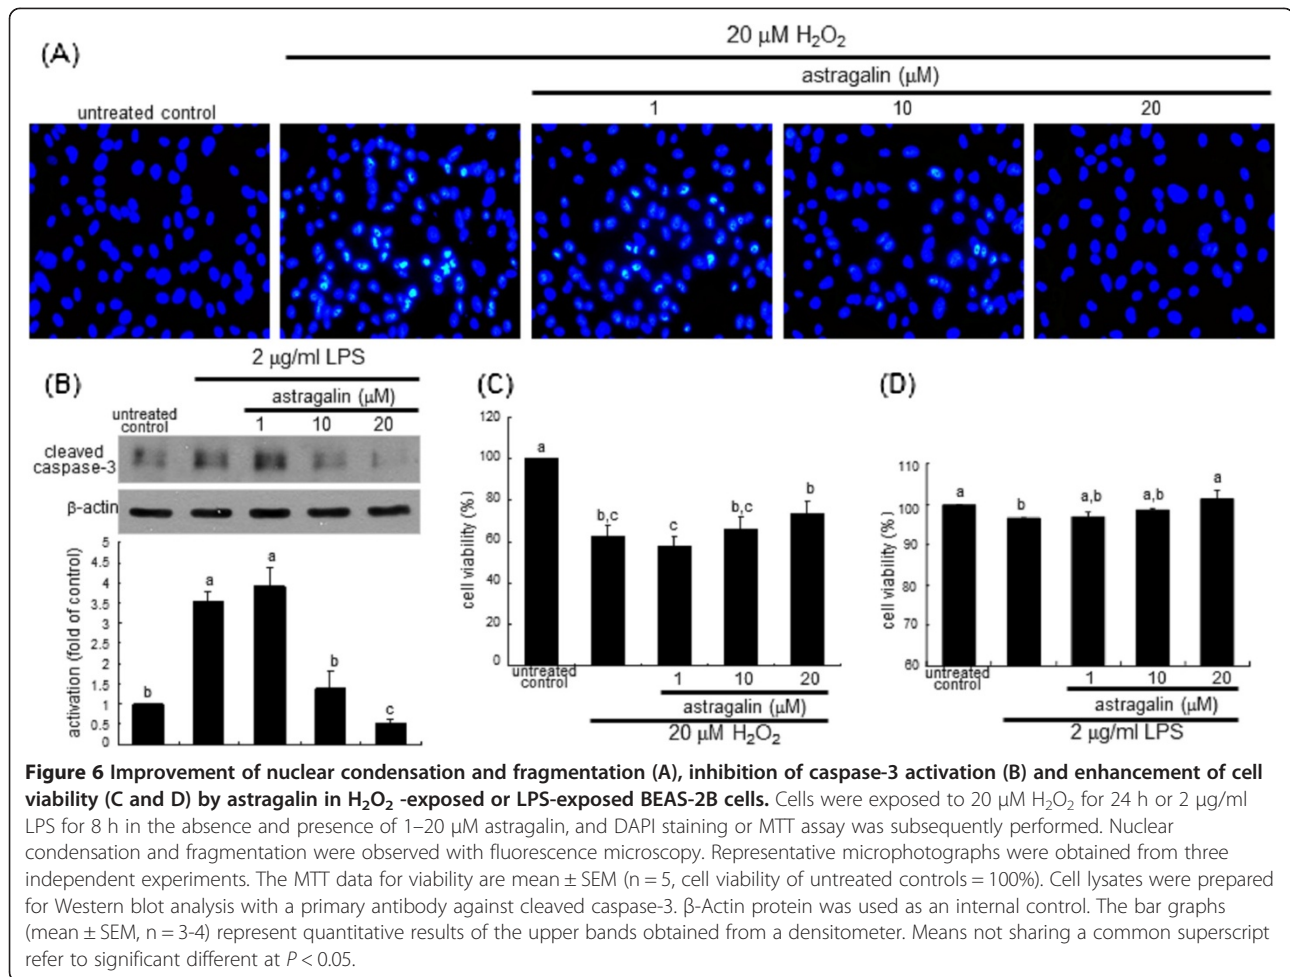 (A)
20 μM H₂O₂
astragalin (μM)
untreated control
1
10
20
(B)
2 μg/ml LPS
astragalin (μM)
untreated
control
1
10
20
cleaved
caspase-3
β-actin
activation (fold of control)
5
4.5
4
3.5
3
2.5
2
1.5
1
0.5
0
b
a
a
b
c
(C)
cell viability (%)
120
100
80
60
40
20
0
a
b,c
c
b,c
b
untreated
control
1
10
20
astragalin (μM)
20 μM H₂O₂
(D)
cell viability (%)
110
100
90
80
70
60
a
b
a,b
a,b
a
untreated
control
1
10
20
astragalin (μM)
2 μg/ml LPS
Figure 6 Improvement of nuclear condensation and fragmentation (A), inhibition of caspase-3 activation (B) and enhancement of cell
viability (C and D) by astragalin in H₂O₂ -exposed or LPS-exposed BEAS-2B cells. Cells were exposed to 20 μM H₂O₂ for 24 h or 2 μg/ml
LPS for 8 h in the absence and presence of 1–20 μM astragalin, and DAPI staining or MTT assay was subsequently performed. Nuclear
condensation and fragmentation were observed with fluorescence microscopy. Representative microphotographs were obtained from three
independent experiments. The MTT data for viability are mean ± SEM (n = 5, cell viability of untreated controls = 100%). Cell lysates were prepared
for Western blot analysis with a primary antibody against cleaved caspase-3. β-Actin protein was used as an internal control. The bar graphs
(mean ± SEM, n = 3-4) represent quantitative results of the upper bands obtained from a densitometer. Means not sharing a common superscript
refer to significant different at P < 0.05.